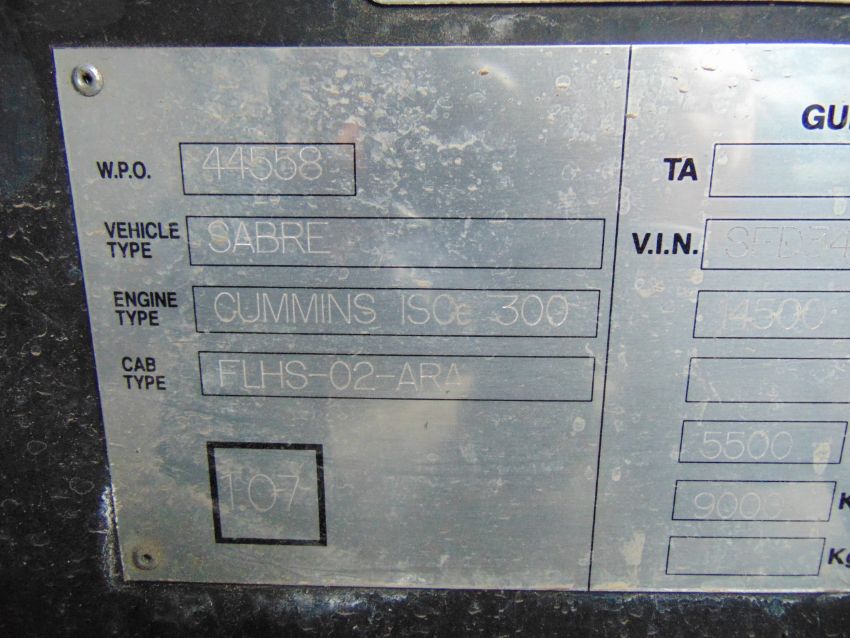 W.P.O. 44558
VEHICLE TYPE SABRE
ENGINE TYPE CUMMINS ISCe 300
CAB TYPE FLHS-02-ARA
107
GU
TA
V.I.N. SFD34
14500
5500
9000 K
Kg